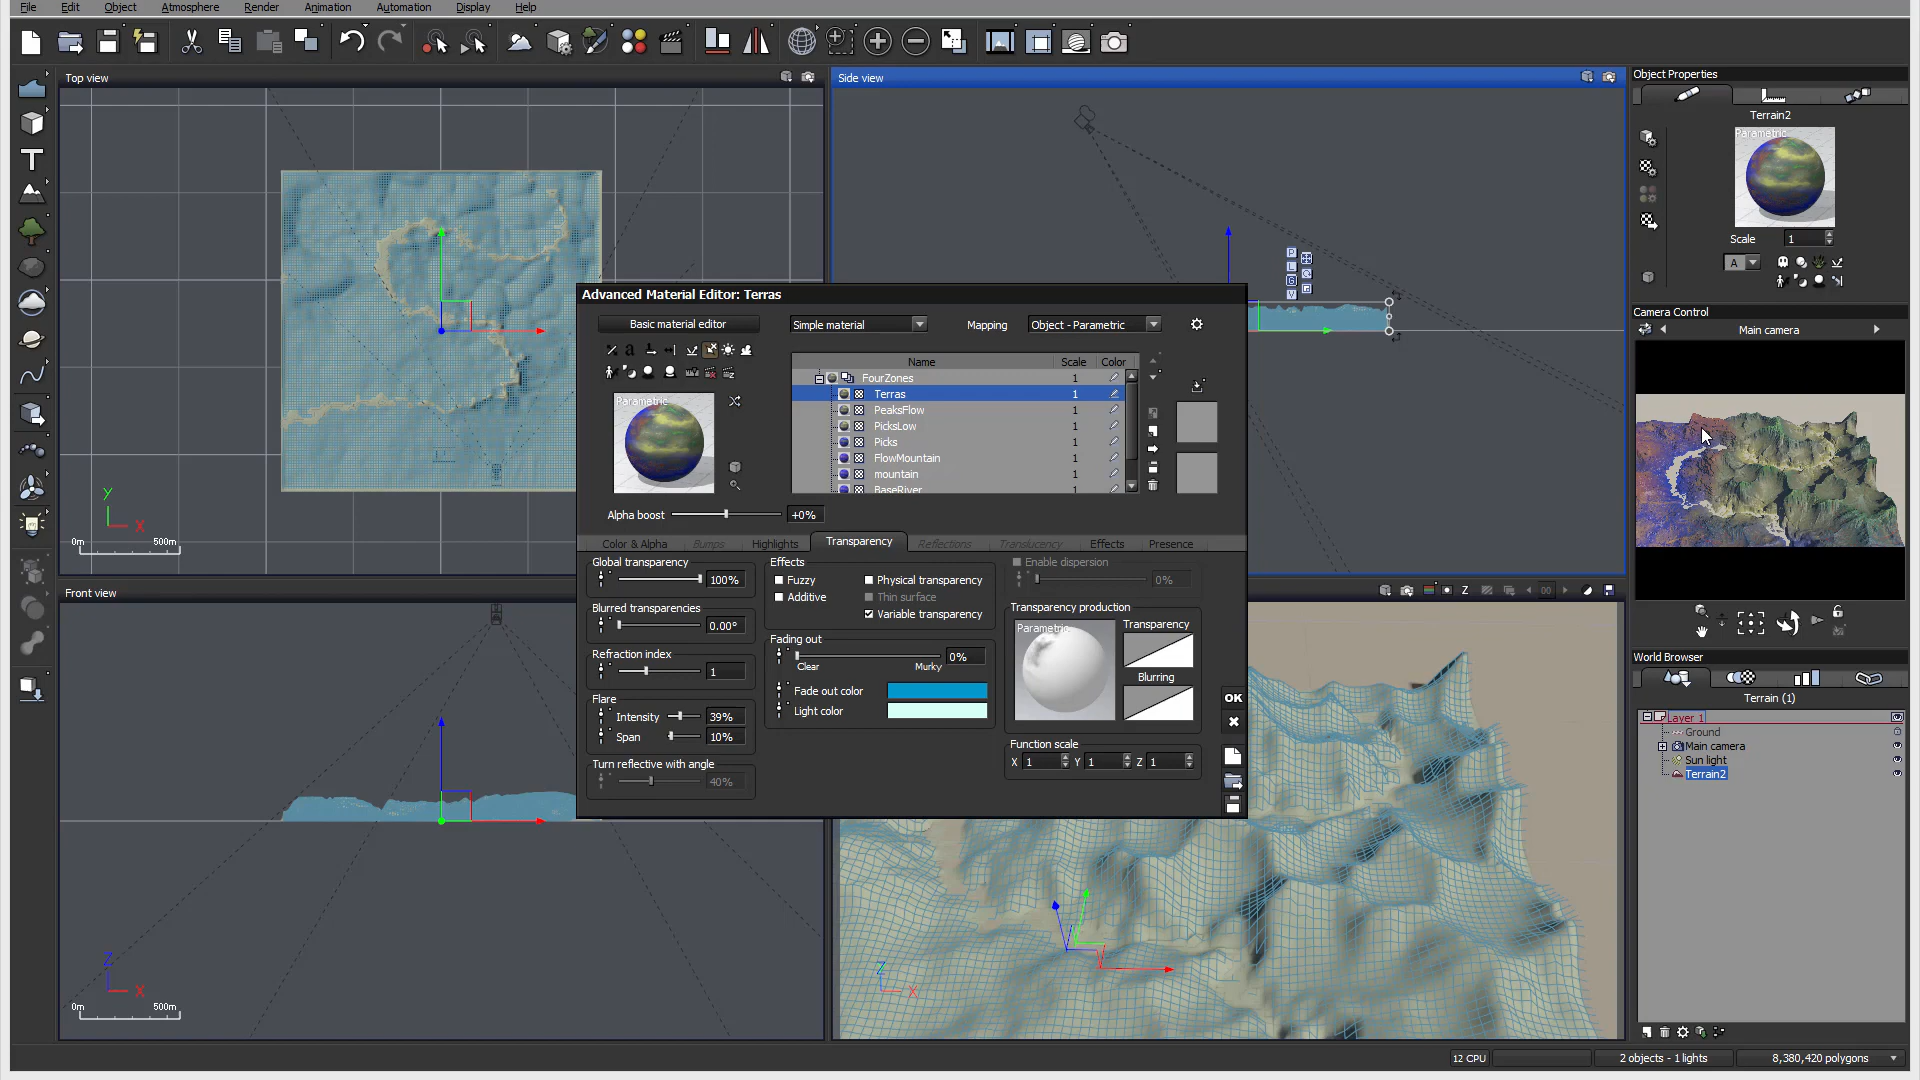 File Edit Object Atmosphere Render Animation Automation Display Help
Top view
Side view
Object Properties
Terrain2
Parametric
Scale 1
A
Camera Control
Main camera
Y
X
0m 500m
P
L
G
V
Advanced Material Editor: Terras
Basic material editor
Simple material
Mapping
Object - Parametric
Name Scale Color
FourZones 1
Terras 1
PeaksFlow 1
PicksLow 1
Picks 1
FlowMountain 1
mountain 1
BaseRiver
Parametric
Alpha boost +0%
Color & Alpha Bumps Highlights Transparency Reflections Translucency Effects Presence
Global transparency
100%
Blurred transparencies
0.00°
Refraction index
1
Flare
Intensity 39%
Span 10%
Turn reflective with angle
40%
Effects
Fuzzy
Physical transparency
Additive
Thin surface
Variable transparency
Fading out
0%
Clear Murky
Fade out color
Light color
Enable dispersion
0%
Transparency production
Parametric
Transparency
Blurring
Function scale
X 1 Y 1 Z 1
OK
Front view
Z
X
0m 500m
Z
Z
X
World Browser
Terrain (1)
Layer 1
Ground
Main camera
Sun light
Terrain2
12 CPU
2 objects - 1 lights
8,380,420 polygons